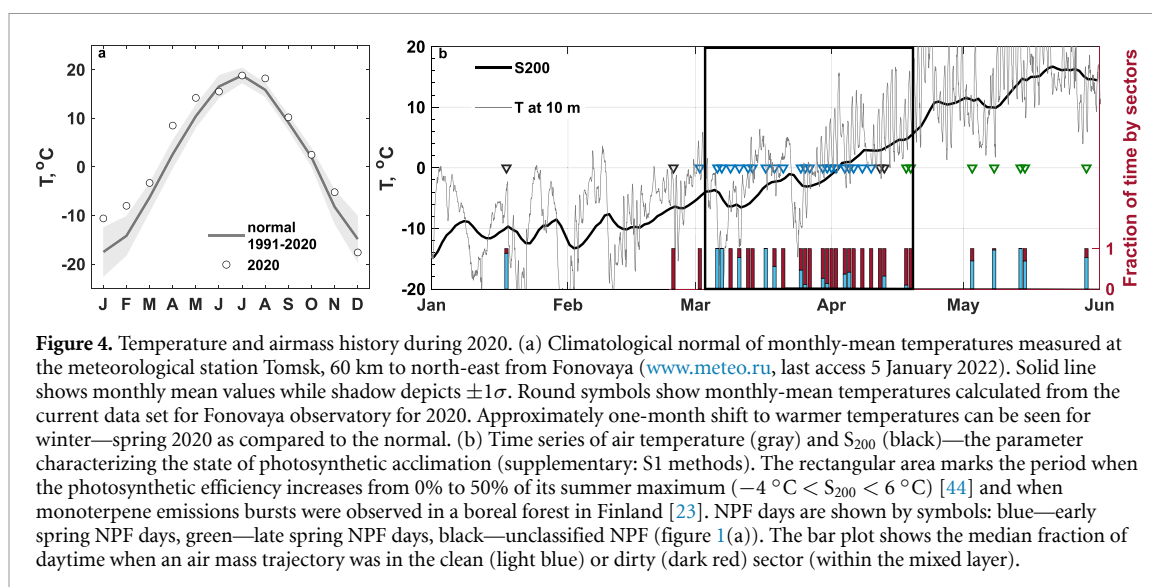 a
20
10
0
-10
-20
T, °C
normal
1991-2020
2020
J F M A M J J A S O N D
b
20
10
0
-10
-20
T, °C
S200
T at 10 m
Jan Feb Mar Apr May Jun
1
0
Fraction of time by sectors
Figure 4. Temperature and airmass history during 2020. (a) Climatological normal of monthly-mean temperatures measured at
the meteorological station Tomsk, 60 km to north-east from Fonovaya (www.meteo.ru, last access 5 January 2022). Solid line
shows monthly mean values while shadow depicts ±1σ. Round symbols show monthly-mean temperatures calculated from the
current data set for Fonovaya observatory for 2020. Approximately one-month shift to warmer temperatures can be seen for
winter—spring 2020 as compared to the normal. (b) Time series of air temperature (gray) and S₂₀₀ (black)—the parameter
characterizing the state of photosynthetic acclimation (supplementary: S1 methods). The rectangular area marks the period when
the photosynthetic efficiency increases from 0% to 50% of its summer maximum (−4 °C < S₂₀₀ < 6 °C) [44] and when
monoterpene emissions bursts were observed in a boreal forest in Finland [23]. NPF days are shown by symbols: blue—early
spring NPF days, green—late spring NPF days, black—unclassified NPF (figure 1(a)). The bar plot shows the median fraction of
daytime when an air mass trajectory was in the clean (light blue) or dirty (dark red) sector (within the mixed layer).